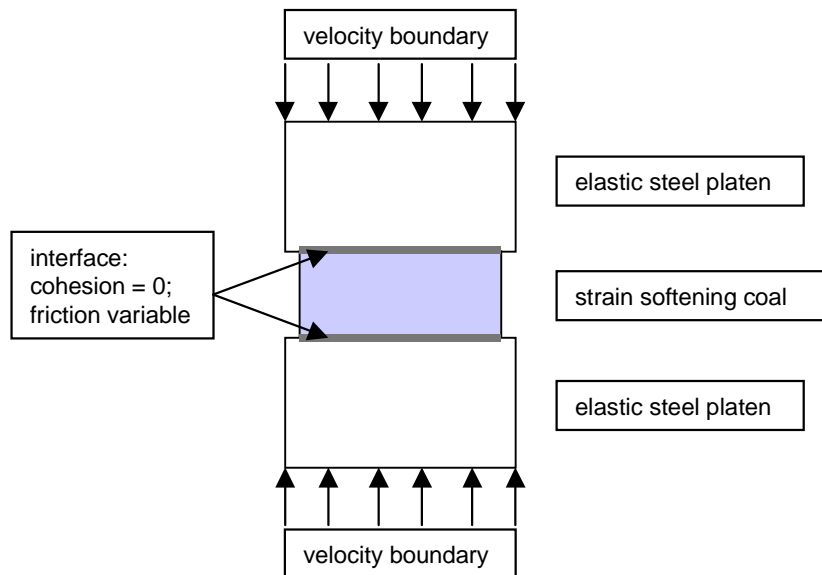 velocity boundary
elastic steel platen
interface:
cohesion = 0;
friction variable
strain softening coal
elastic steel platen
velocity boundary